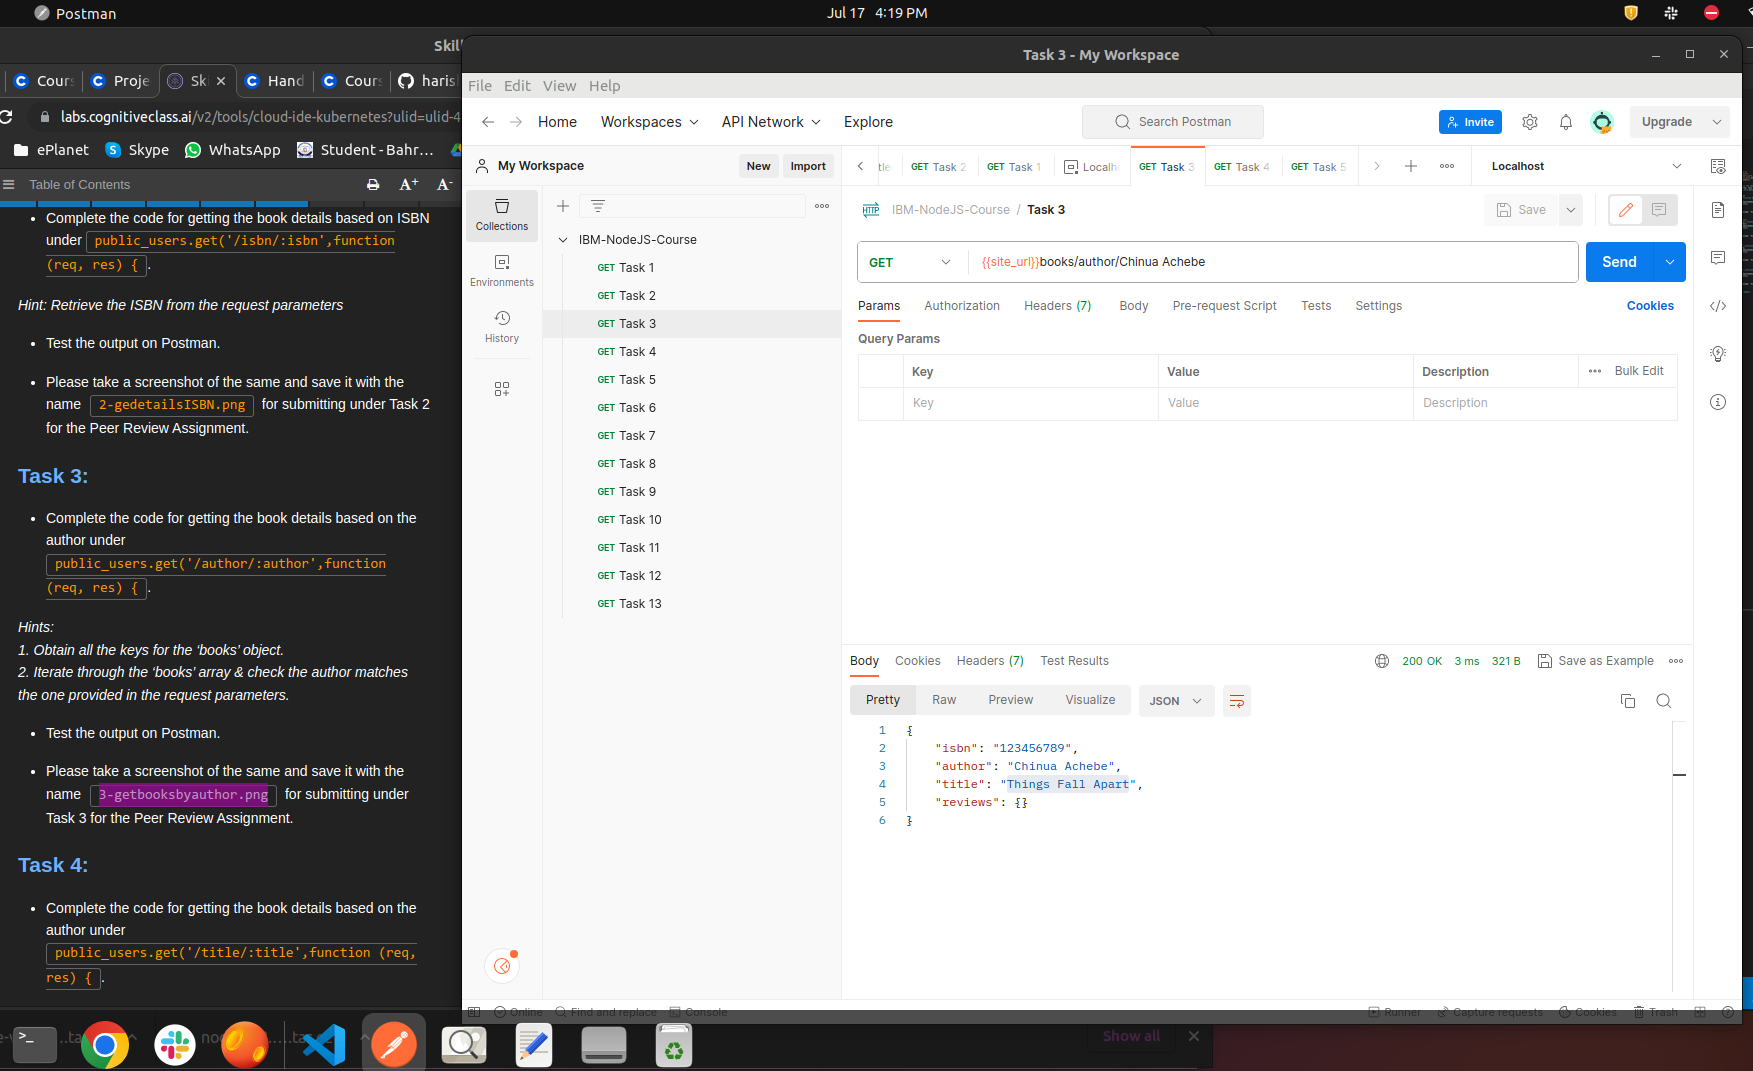 Postman
Jul 17 4:19 PM
Skil
Task 3 - My Workspace
Cours
Proje
Sk
Hand
Cours
haris
labs.cognitiveclass.ai/v2/tools/cloud-ide-kubernetes?ulid=ulid-4
ePlanet
Skype
WhatsApp
Student - Bahr…
Table of Contents
A+
A-
Complete the code for getting the book details based on ISBN
under public_users.get('/isbn/:isbn',function
(req, res) { .
Hint: Retrieve the ISBN from the request parameters
Test the output on Postman.
Please take a screenshot of the same and save it with the
name 2-gedetailsISBN.png for submitting under Task 2
for the Peer Review Assignment.
Task 3:
Complete the code for getting the book details based on the
author under
public_users.get('/author/:author',function
(req, res) { .
Hints:
1. Obtain all the keys for the ‘books’ object.
2. Iterate through the ‘books’ array & check the author matches
the one provided in the request parameters.
Test the output on Postman.
Please take a screenshot of the same and save it with the
name 3-getbooksbyauthor.png for submitting under
Task 3 for the Peer Review Assignment.
Task 4:
Complete the code for getting the book details based on the
author under
public_users.get('/title/:title',function (req,
res) { .
File Edit View Help
Home Workspaces API Network Explore
Search Postman
Invite
Upgrade
My Workspace
New
Import
GET Task 2
GET Task 1
Localh
GET Task 3
GET Task 4
GET Task 5
Localhost
Collections
Environments
History
IBM-NodeJS-Course
GET Task 1
GET Task 2
GET Task 3
GET Task 4
GET Task 5
GET Task 6
GET Task 7
GET Task 8
GET Task 9
GET Task 10
GET Task 11
GET Task 12
GET Task 13
HTTP
IBM-NodeJS-Course / Task 3
Save
GET
{{site_url}}books/author/Chinua Achebe
Send
Params Authorization Headers (7) Body Pre-request Script Tests Settings
Cookies
Query Params
Key Value Description
Bulk Edit
Key Value Description
Body Cookies Headers (7) Test Results
200 OK 3 ms 321 B
Save as Example
Pretty Raw Preview Visualize
JSON
1 {
2 "isbn": "123456789",
3 "author": "Chinua Achebe",
4 "title": "Things Fall Apart",
5 "reviews": {}
6 }
Online
Find and replace
Console
Runner
Capture requests
Cookies
Trash
Show all